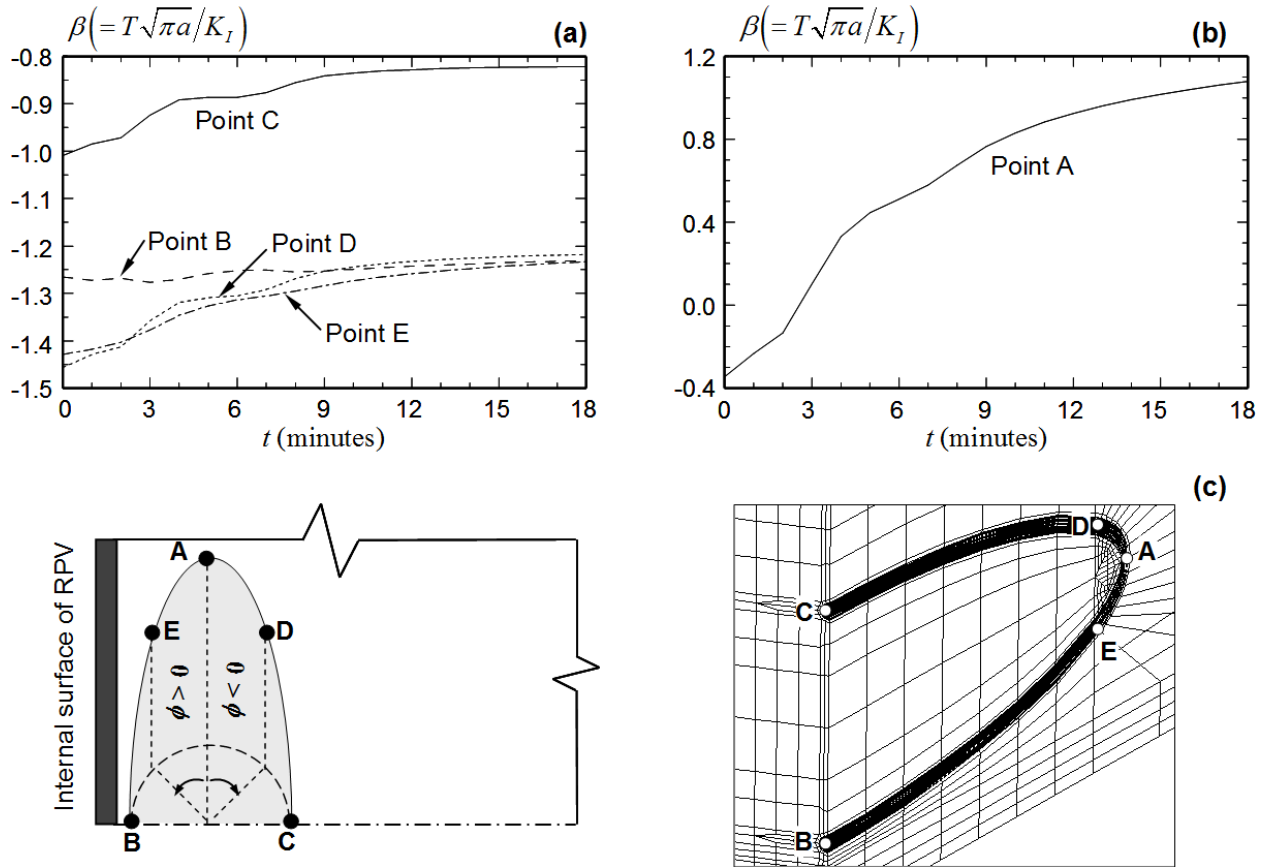 β(= T√πa/K_I) (a)
-0.8
-0.9
-1.0
-1.1
-1.2
-1.3
-1.4
-1.5
0 3 6 9 12 15 18
t (minutes)
Point C
Point B
Point D
Point E
β(= T√πa/K_I) (b)
1.2
0.8
0.4
0.0
-0.4
0 3 6 9 12 15 18
t (minutes)
Point A
Internal surface of RPV
A
E
D
ϕ > 0
ϕ < 0
B
C
(c)
D
A
C
E
B